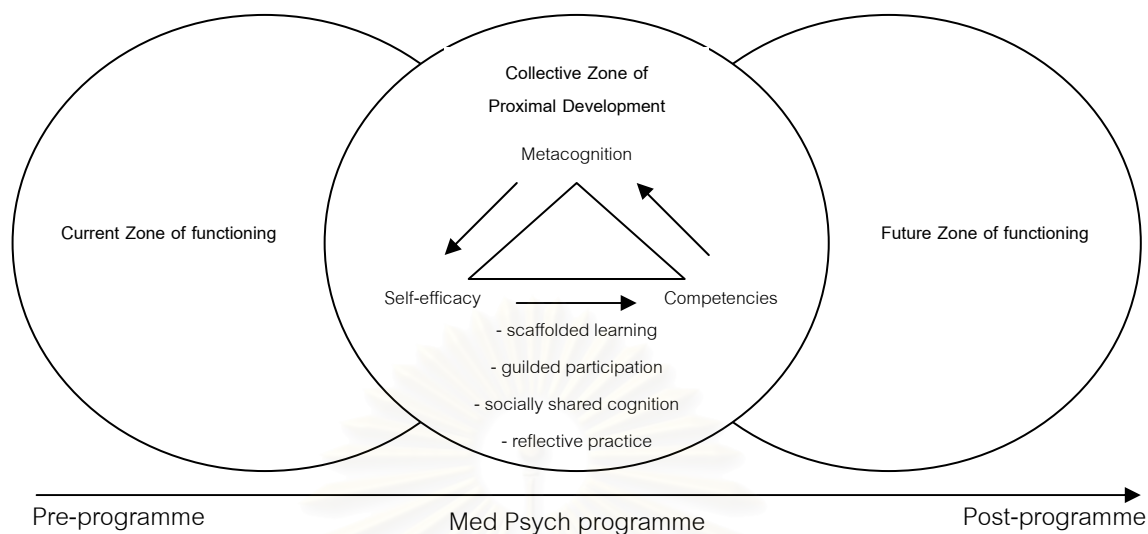 Collective Zone of
Proximal Development
Metacognition
Current Zone of functioning
Future Zone of functioning
Self-efficacy
Competencies
- scaffolded learning
- guilded participation
- socially shared cognition
- reflective practice
Pre-programme
Med Psych programme
Post-programme